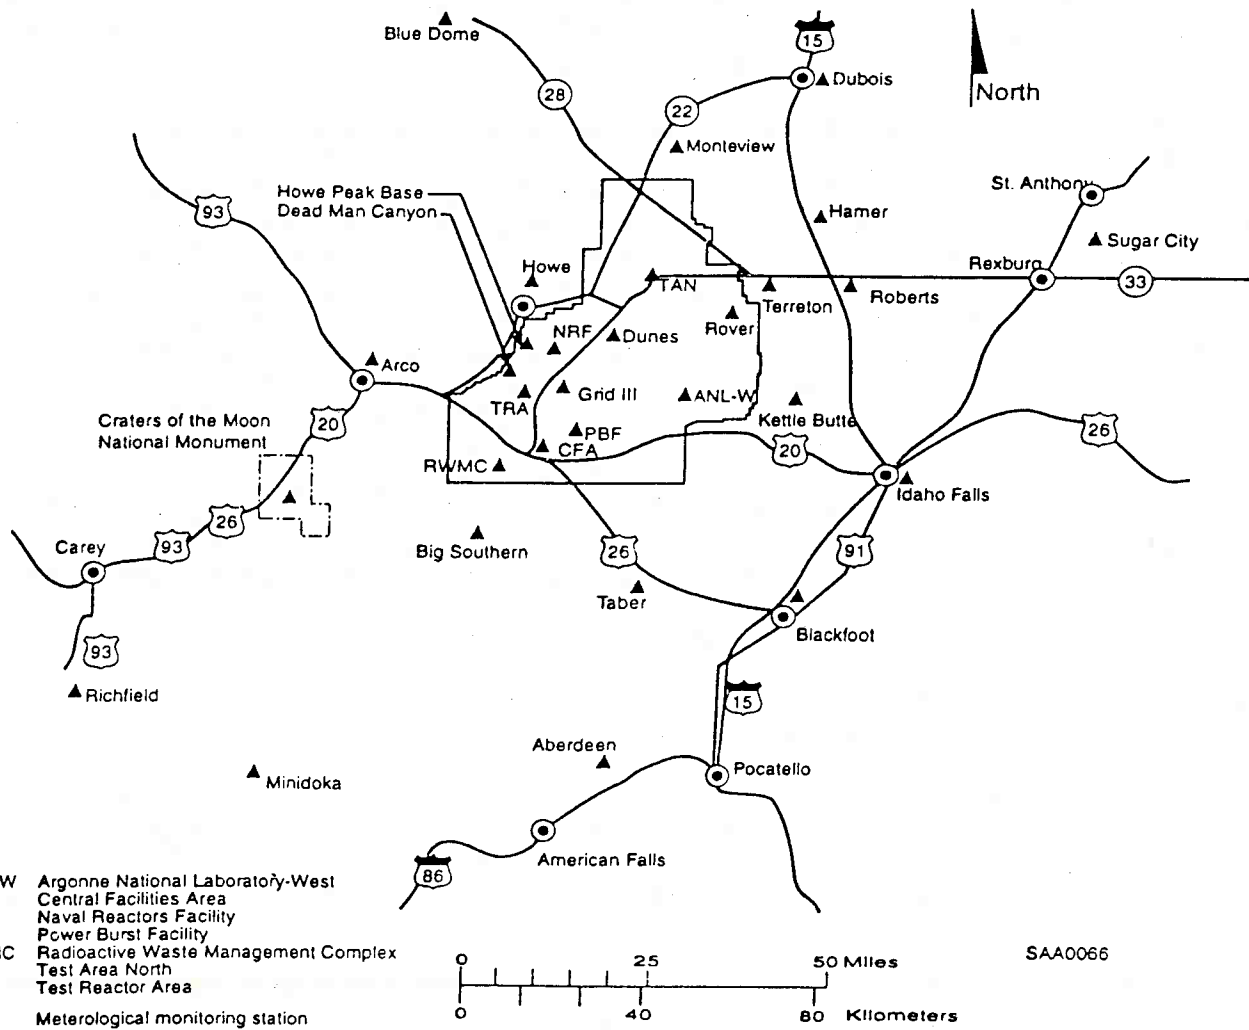 Blue Dome
15
Dubois
North
28
22
Monteview
St. Anthony
Howe Peak Base
Dead Man Canyon
93
Hamer
Sugar City
Howe
Rexburg
TAN
Terreton
Roberts
33
NRF
Dunes
Rover
Arco
TRA
Grid III
ANL-W
Kettle Butte
Craters of the Moon
National Monument
20
PBF
CFA
20
26
RWMC
Idaho Falls
26
93
Big Southern
26
91
Carey
Taber
Blackfoot
93
Richfield
15
Aberdeen
Pocatello
Minidoka
American Falls
86
W Argonne National Laboratory-West
Central Facilities Area
Naval Reactors Facility
Power Burst Facility
C Radioactive Waste Management Complex
Test Area North
Test Reactor Area
Meterological monitoring station
0 25 50 Miles
0 40 80 Kilometers
SAA0066